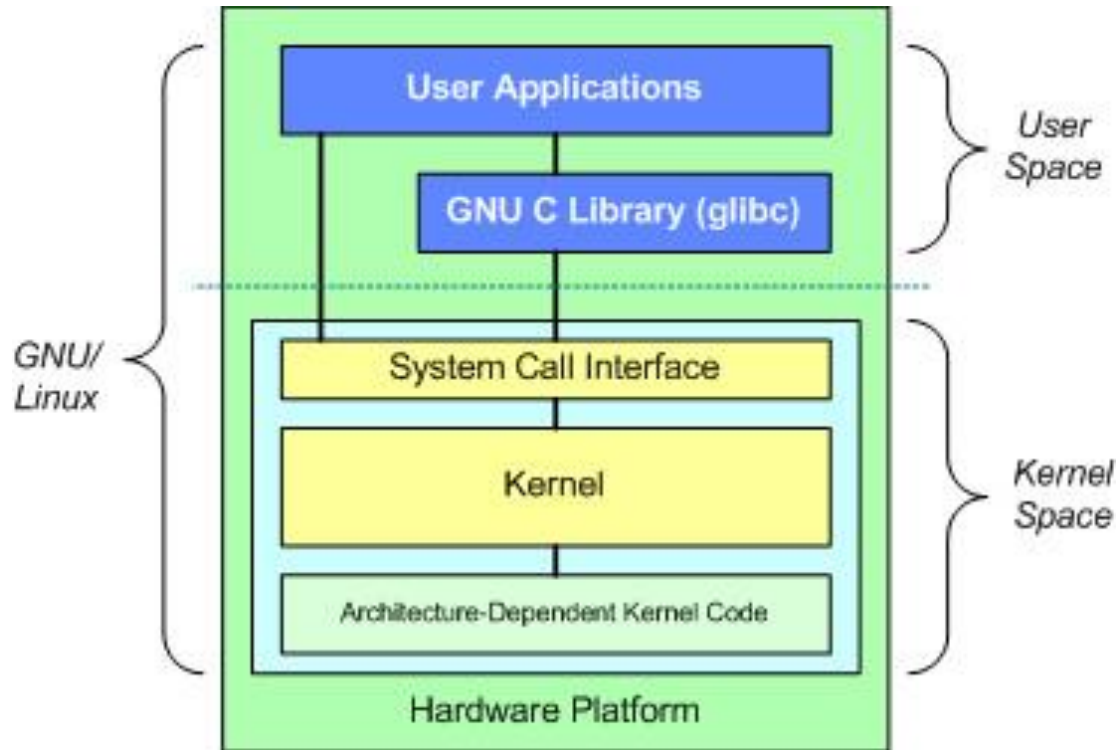 User Applications
User
Space
GNU C Library (glibc)
GNU/
Linux
System Call Interface
Kernel
Kernel
Space
Architecture-Dependent Kernel Code
Hardware Platform